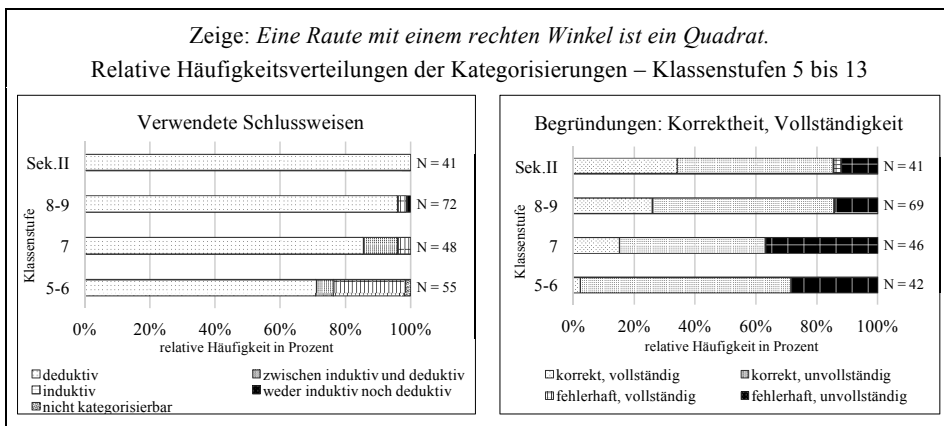 Zeige: Eine Raute mit einem rechten Winkel ist ein Quadrat.
Relative Häufigkeitsverteilungen der Kategorisierungen – Klassenstufen 5 bis 13
Verwendete Schlussweisen
Klassenstufe
Sek.II N = 41
8-9 N = 72
7 N = 48
5-6 N = 55
0% 20% 40% 60% 80% 100%
relative Häufigkeit in Prozent
deduktiv zwischen induktiv und deduktiv
induktiv weder induktiv noch deduktiv
nicht kategorisierbar
Begründungen: Korrektheit, Vollständigkeit
Klassenstufe
Sek.II N = 41
8-9 N = 69
7 N = 46
5-6 N = 42
0% 20% 40% 60% 80% 100%
relative Häufigkeit in Prozent
korrekt, vollständig korrekt, unvollständig
fehlerhaft, vollständig fehlerhaft, unvollständig